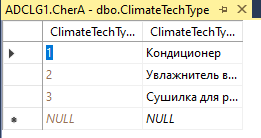 ADCLG1.CherA - dbo.ClimateTechType
ClimateTechTy... ClimateTechTy...
1 Кондиционер
2 Увлажнитель в...
3 Сушилка для р...
NULL NULL